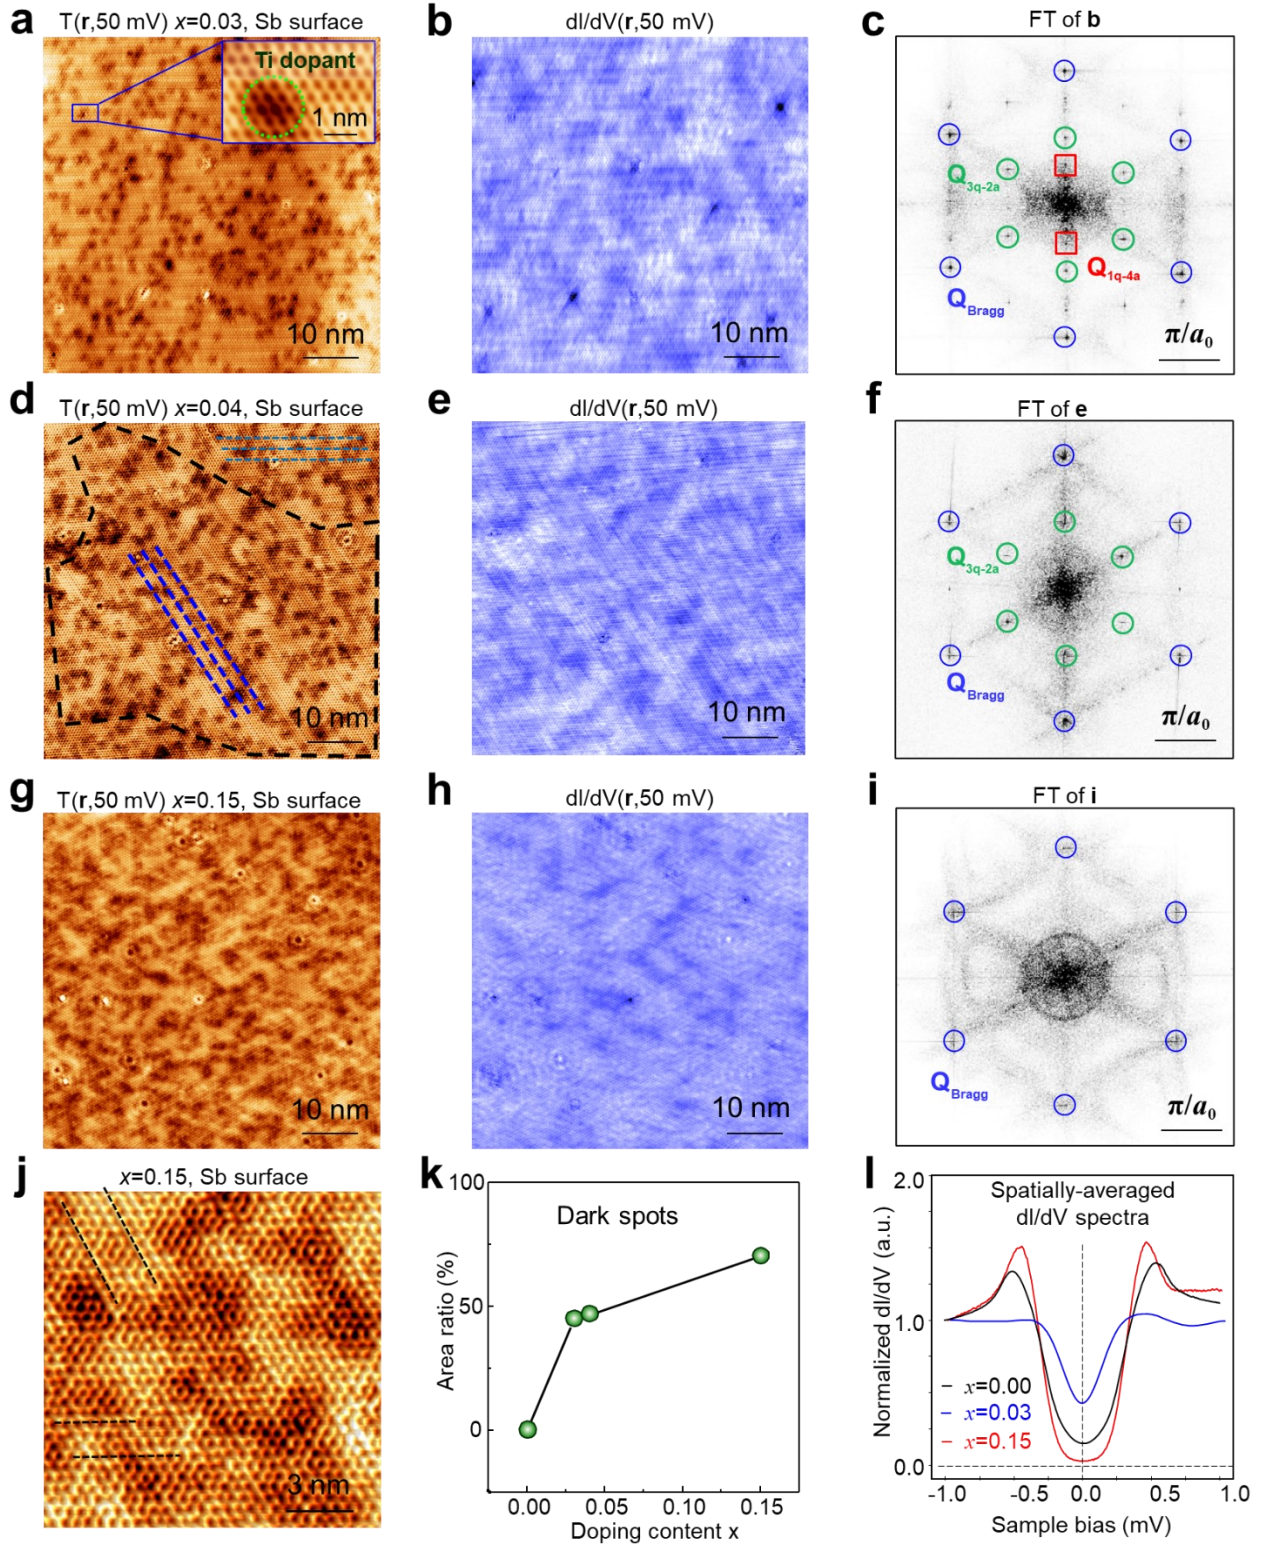 a T(r,50 mV) x=0.03, Sb surface
Ti dopant
1 nm
10 nm
b dI/dV(r,50 mV)
10 nm
c FT of b
Q3q-2a
Q1q-4a
QBragg
π/a0
d T(r,50 mV) x=0.04, Sb surface
10 nm
e dI/dV(r,50 mV)
10 nm
f FT of e
Q3q-2a
QBragg
π/a0
g T(r,50 mV) x=0.15, Sb surface
10 nm
h dI/dV(r,50 mV)
10 nm
i FT of i
QBragg
π/a0
j x=0.15, Sb surface
3 nm
k
100
Dark spots
50
0
Area ratio (%)
0.00 0.05 0.10 0.15
Doping content x
l
2.0
Spatially-averaged
dI/dV spectra
1.0
x=0.00
x=0.03
x=0.15
0.0
Normalized dI/dV (a.u.)
-1.0 -0.5 0.0 0.5 1.0
Sample bias (mV)